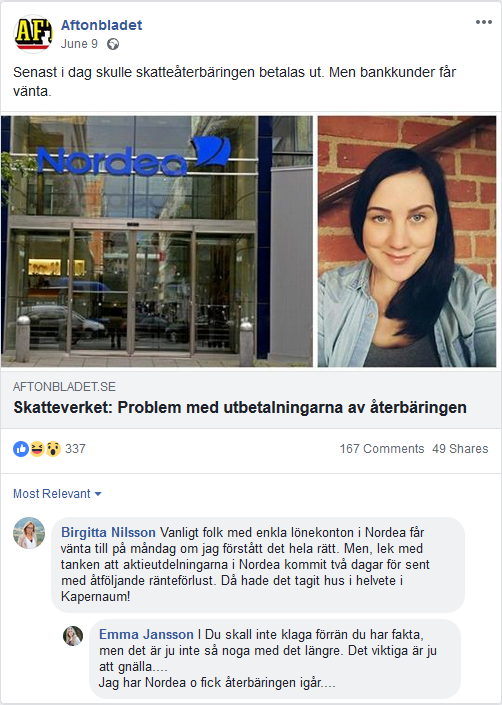 AF
Aftonbladet
June 9
Senast i dag skulle skatteåterbäringen betalas ut. Men bankkunder får
vänta.
Nordea
AFTONBLADET.SE
Skatteverket: Problem med utbetalningarna av återbäringen
337
167 Comments 49 Shares
Most Relevant
Birgitta Nilsson Vanligt folk med enkla lönekonton i Nordea får
vänta till på måndag om jag förstått det hela rätt. Men, lek med
tanken att aktieutdelningarna i Nordea kommit två dagar för sent
med åtföljande ränteförlust. Då hade det tagit hus i helvete i
Kapernaum!
Emma Jansson I Du skall inte klaga förrän du har fakta,
men det är ju inte så noga med det längre. Det viktiga är ju
att gnälla....
Jag har Nordea o fick återbäringen igår....